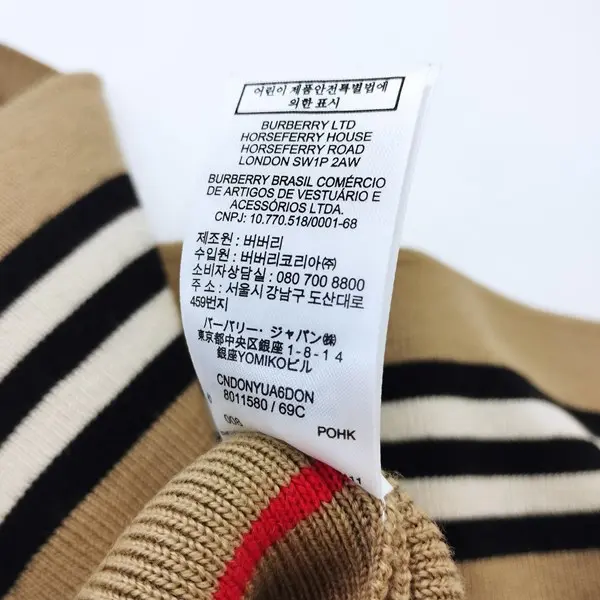 어린이 제품안전특별법에
의한 표시
BURBERRY LTD
HORSEFERRY HOUSE
HORSEFERRY ROAD
LONDON SW1P 2AW
BURBERRY BRASIL COMÉRCIO
DE ARTIGOS DE VESTUÁRIO E
ACESSÓRIOS LTDA.
CNPJ: 10.770.518/0001-68
제조원 : 버버리
수입원 : 버버리코리아㈜
소비자상담실 : 080 700 8800
주 소 : 서울시 강남구 도산대로
459번지
バーバリー・ジャパン㈱
東京都中央区銀座 1-8-14
銀座YOMIKOビル
CNDONYUA6DON
8011580 / 69C
008 POHK